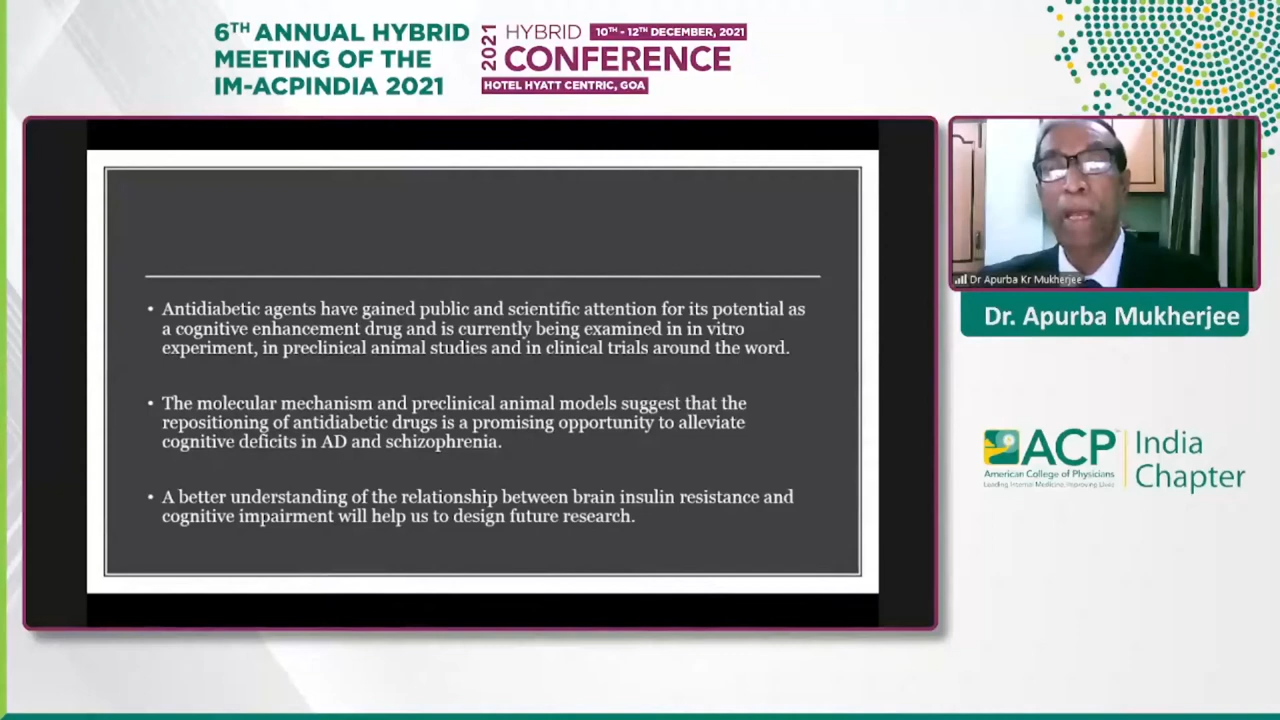 6TH ANNUAL HYBRID
MEETING OF THE
IM-ACPINDIA 2021
2021
HYBRID
10TH - 12TH DECEMBER, 2021
CONFERENCE
HOTEL HYATT CENTRIC, GOA
• Antidiabetic agents have gained public and scientific attention for its potential as
a cognitive enhancement drug and is currently being examined in in vitro
experiment, in preclinical animal studies and in clinical trials around the word.
• The molecular mechanism and preclinical animal models suggest that the
repositioning of antidiabetic drugs is a promising opportunity to alleviate
cognitive deficits in AD and schizophrenia.
• A better understanding of the relationship between brain insulin resistance and
cognitive impairment will help us to design future research.
Dr Apurba Kr Mukherjee
Dr. Apurba Mukherjee
ACP
American College of Physicians
Leading Internal Medicine, Improving Lives
India
Chapter